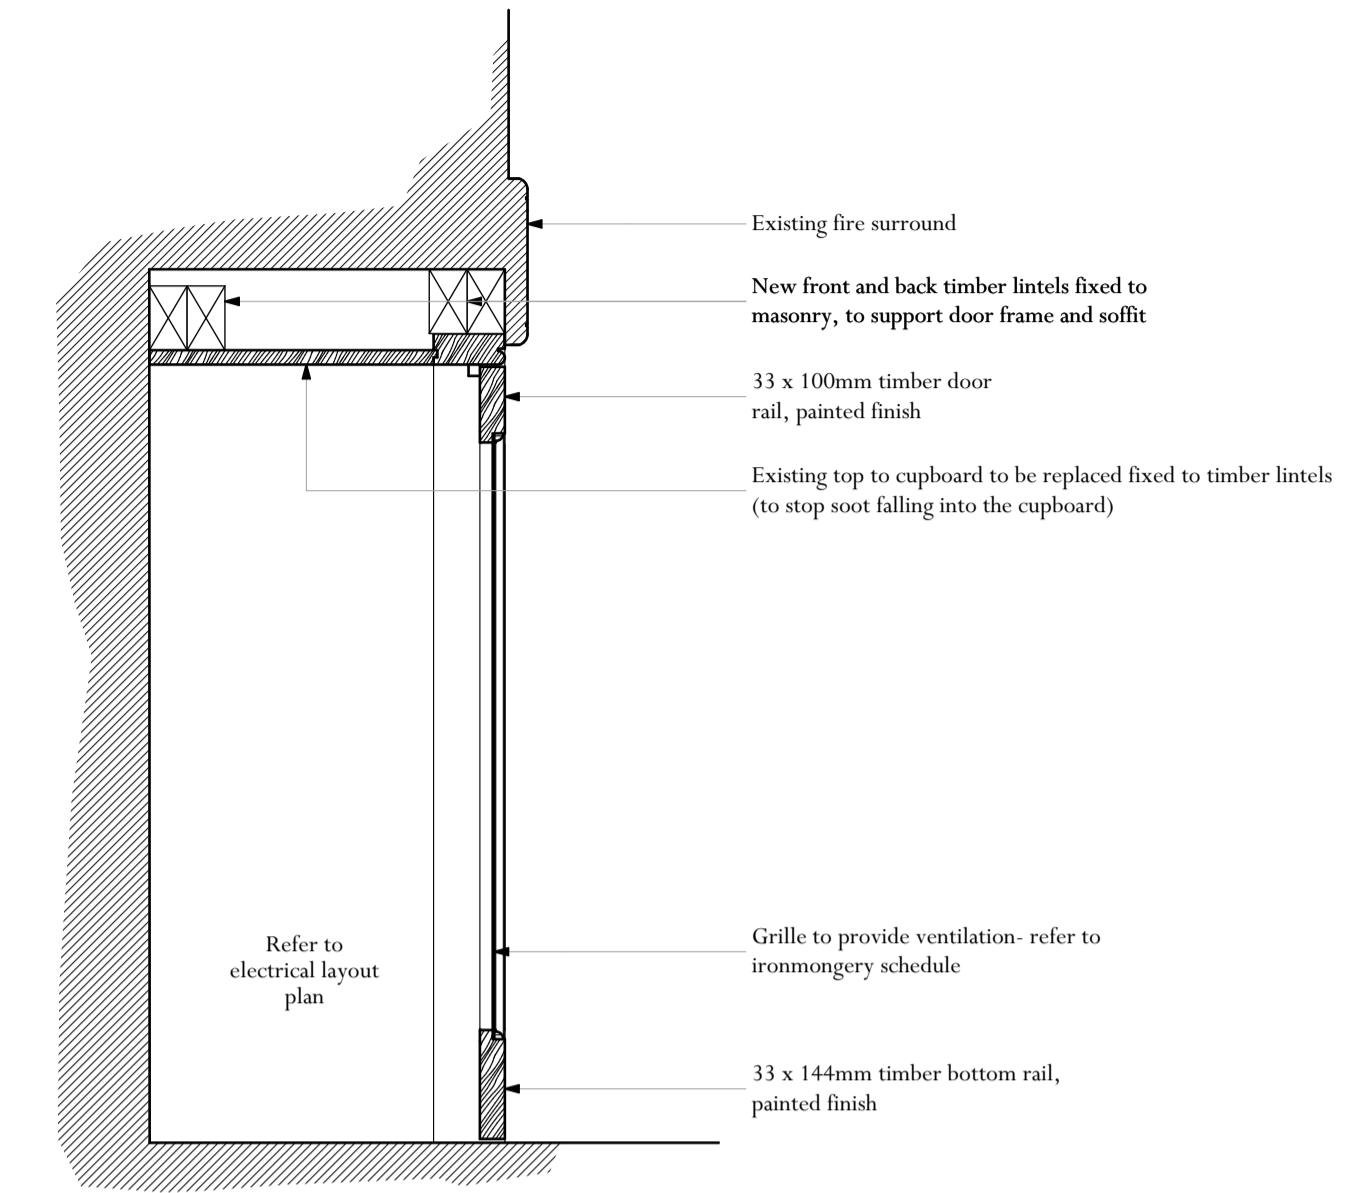 Existing fire surround
New front and back timber lintels fixed to
masonry, to support door frame and soffit
33 x 100mm timber door
rail, painted finish
Existing top to cupboard to be replaced fixed to timber lintels
(to stop soot falling into the cupboard)
Refer to
electrical layout
plan
Grille to provide ventilation- refer to
ironmongery schedule
33 x 144mm timber bottom rail,
painted finish